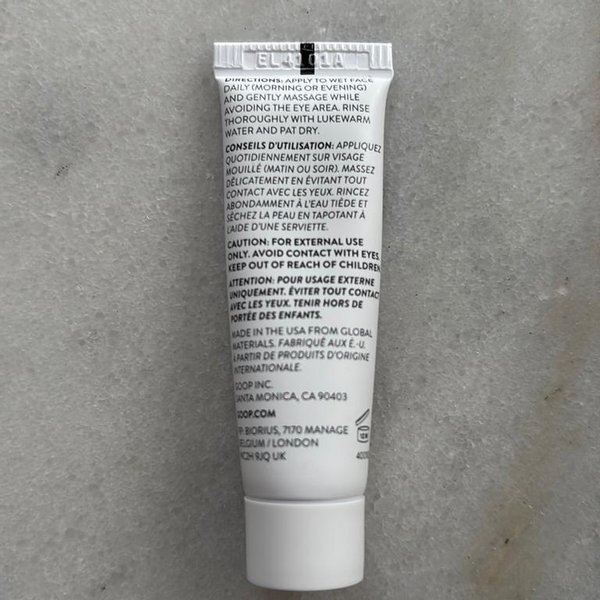 EL4101A
DIRECTIONS: APPLY TO WET FACE
DAILY (MORNING OR EVENING)
AND GENTLY MASSAGE WHILE
AVOIDING THE EYE AREA. RINSE
THOROUGHLY WITH LUKEWARM
WATER AND PAT DRY.
CONSEILS D'UTILISATION: APPLIQUEZ
QUOTIDIENNEMENT SUR VISAGE
MOUILLÉ (MATIN OU SOIR). MASSEZ
DÉLICATEMENT EN ÉVITANT TOUT
CONTACT AVEC LES YEUX. RINCEZ
ABONDAMMENT À L'EAU TIÈDE ET
SÉCHEZ LA PEAU EN TAPOTANT À
L'AIDE D'UNE SERVIETTE.
CAUTION: FOR EXTERNAL USE
ONLY. AVOID CONTACT WITH EYES.
KEEP OUT OF REACH OF CHILDREN
ATTENTION: POUR USAGE EXTERNE
UNIQUEMENT. ÉVITER TOUT CONTACT
AVEC LES YEUX. TENIR HORS DE
PORTÉE DES ENFANTS.
MADE IN THE USA FROM GLOBAL
MATERIALS. FABRIQUÉ AUX É.-U.
À PARTIR DE PRODUITS D'ORIGINE
INTERNATIONALE.
GOOP INC.
SANTA MONICA, CA 90403
GOOP.COM
RP: BIORIUS, 7170 MANAGE
BELGIUM / LONDON
WC2H 9JQ UK
12M